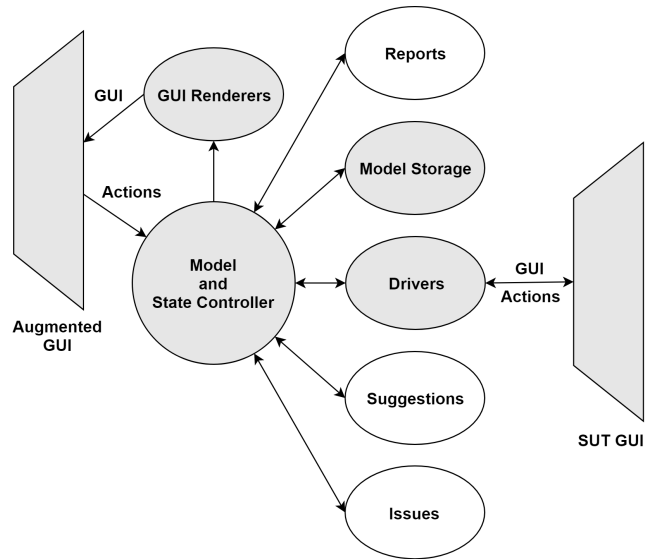 Reports
GUI
GUI Renderers
Model Storage
Actions
Model
and
State Controller
Drivers
GUI
Actions
Augmented
GUI
Suggestions
SUT GUI
Issues